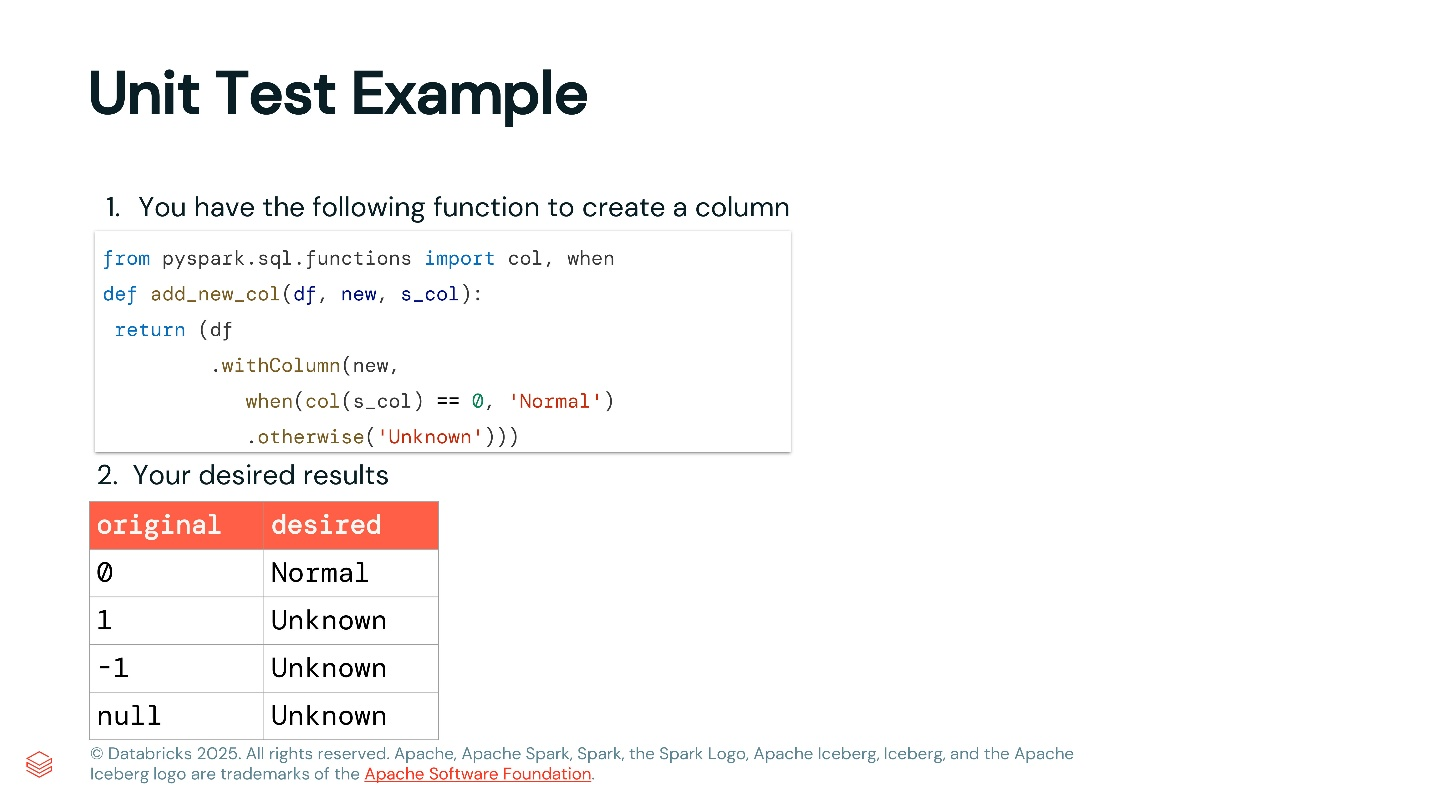 Unit Test Example
1. You have the following function to create a column
from pyspark.sql.functions import col, when
def add_new_col(df, new, s_col):
 return (df
         .withColumn(new,
            when(col(s_col) == 0, 'Normal')
            .otherwise('Unknown')))
2. Your desired results
original desired
0 Normal
1 Unknown
-1 Unknown
null Unknown
© Databricks 2025. All rights reserved. Apache, Apache Spark, Spark, the Spark Logo, Apache Iceberg, Iceberg, and the Apache
Iceberg logo are trademarks of the Apache Software Foundation.